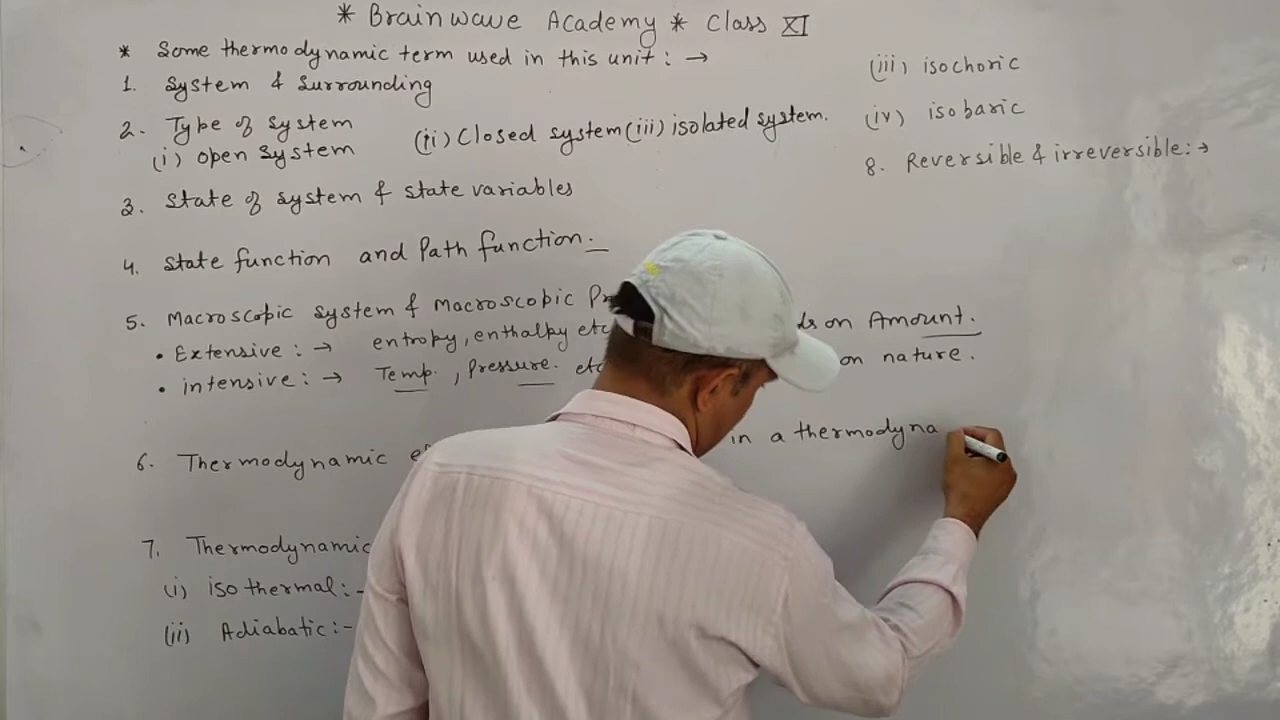 * Brainwave Academy * Class XI
* Some thermodynamic term used in this unit : →
1. System & Surrounding
2. Type of System
(i) open System (ii) Closed system (iii) isolated system.
3. State of system & state variables
4. State function and Path function.
5. Macroscopic system & Macroscopic
• Extensive : → entropy, enthalpy etc on Amount.
• intensive : → Temp. , Pressure. etc on nature.
6. Thermodynamic in a thermodyna
7. Thermodynamic
(i) iso thermal : -
(ii) Adiabatic : -
(iii) isochoric
(iv) isobaric
8. Reversible & irreversible : →